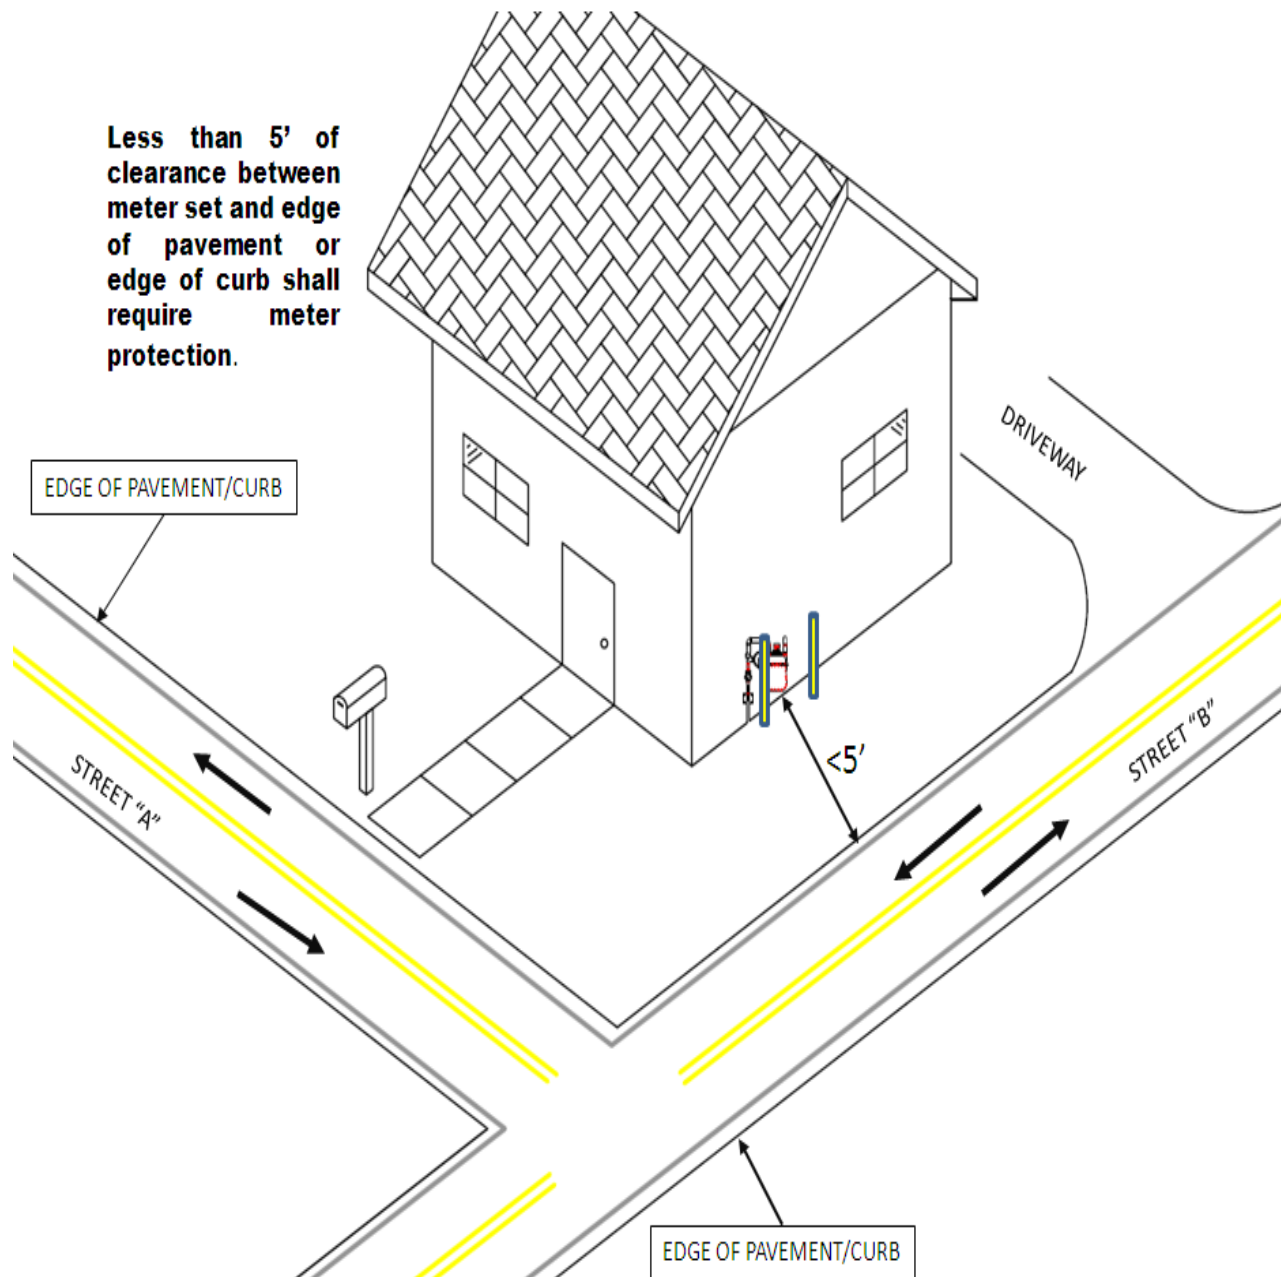 Less than 5’ of
clearance between
meter set and edge
of pavement or
edge of curb shall
require meter
protection.
DRIVEWAY
EDGE OF PAVEMENT/CURB
STREET “B”
<5’
STREET “A”
EDGE OF PAVEMENT/CURB